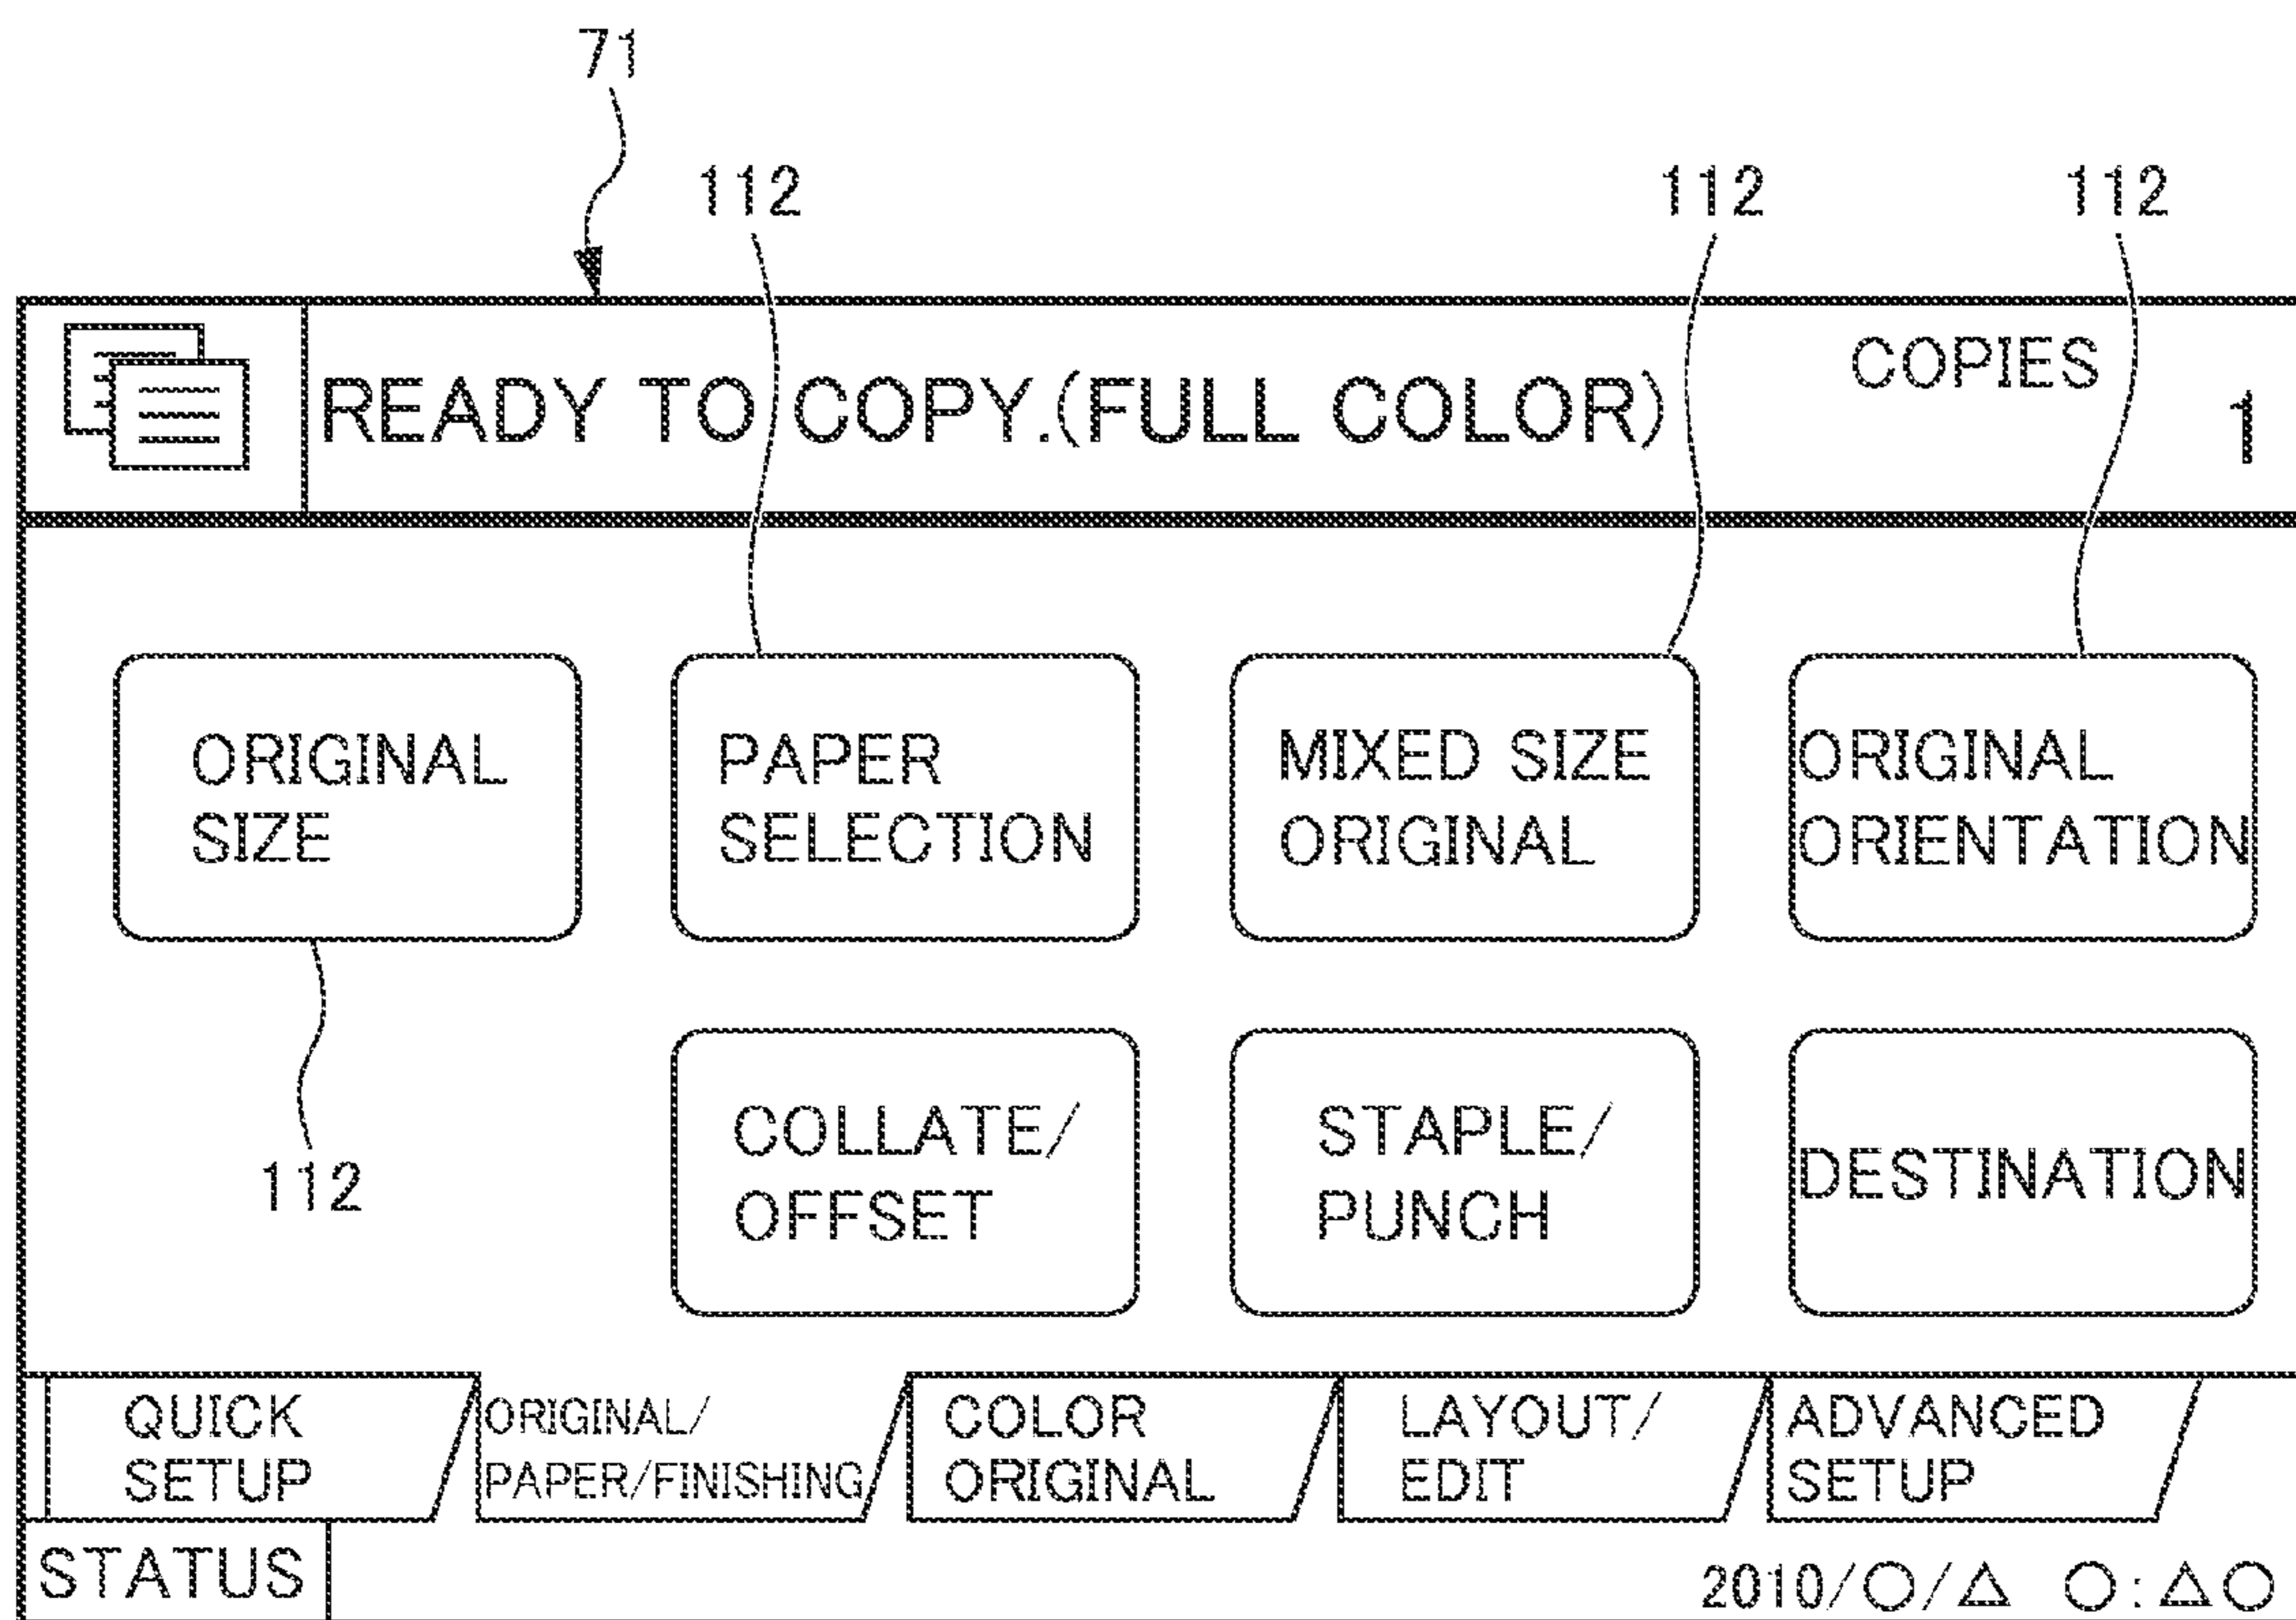 71
112 112 112
COPIES
READY TO COPY.(FULL COLOR) 1
ORIGINAL
SIZE
PAPER
SELECTION
MIXED SIZE
ORIGINAL
ORIGINAL
ORIENTATION
112
COLLATE/
OFFSET
STAPLE/
PUNCH
DESTINATION
QUICK
SETUP
ORIGINAL/
PAPER/FINISHING
COLOR
ORIGINAL
LAYOUT/
EDIT
ADVANCED
SETUP
STATUS
2010/○/△ ○:△○